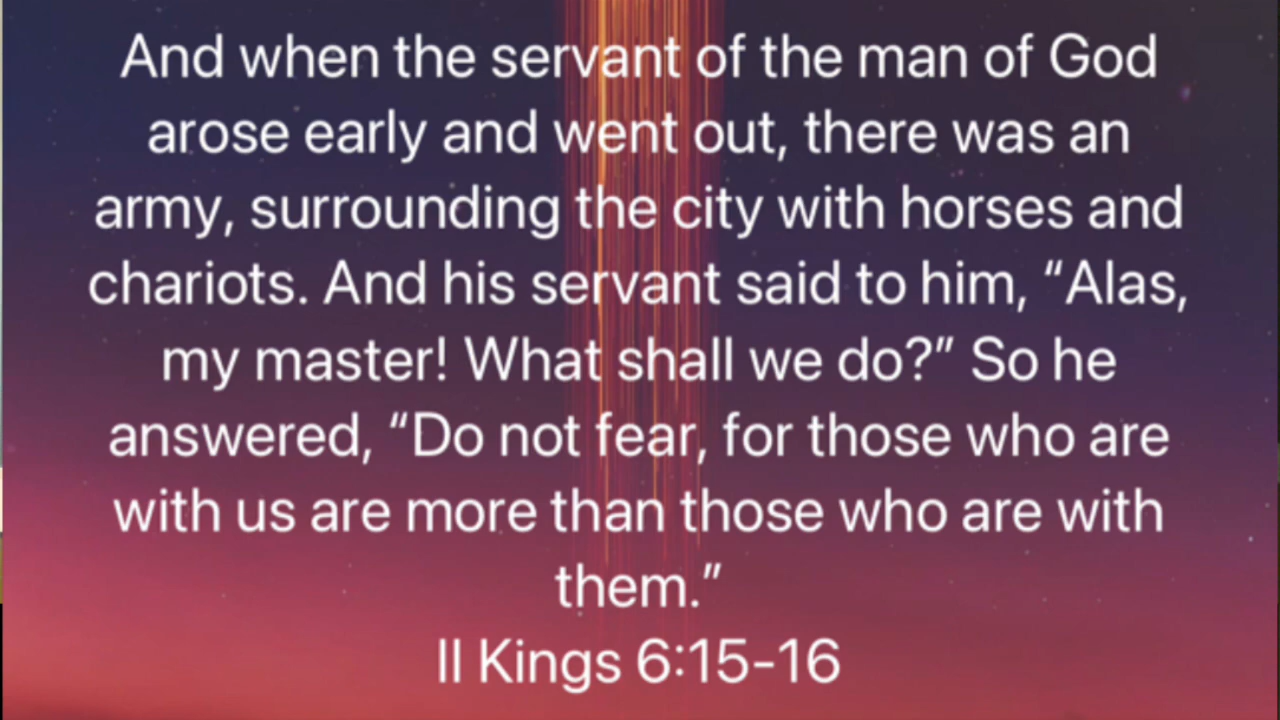 And when the servant of the man of God
arose early and went out, there was an
army, surrounding the city with horses and
chariots. And his servant said to him, “Alas,
my master! What shall we do?” So he
answered, “Do not fear, for those who are
with us are more than those who are with
them.”
II Kings 6:15-16